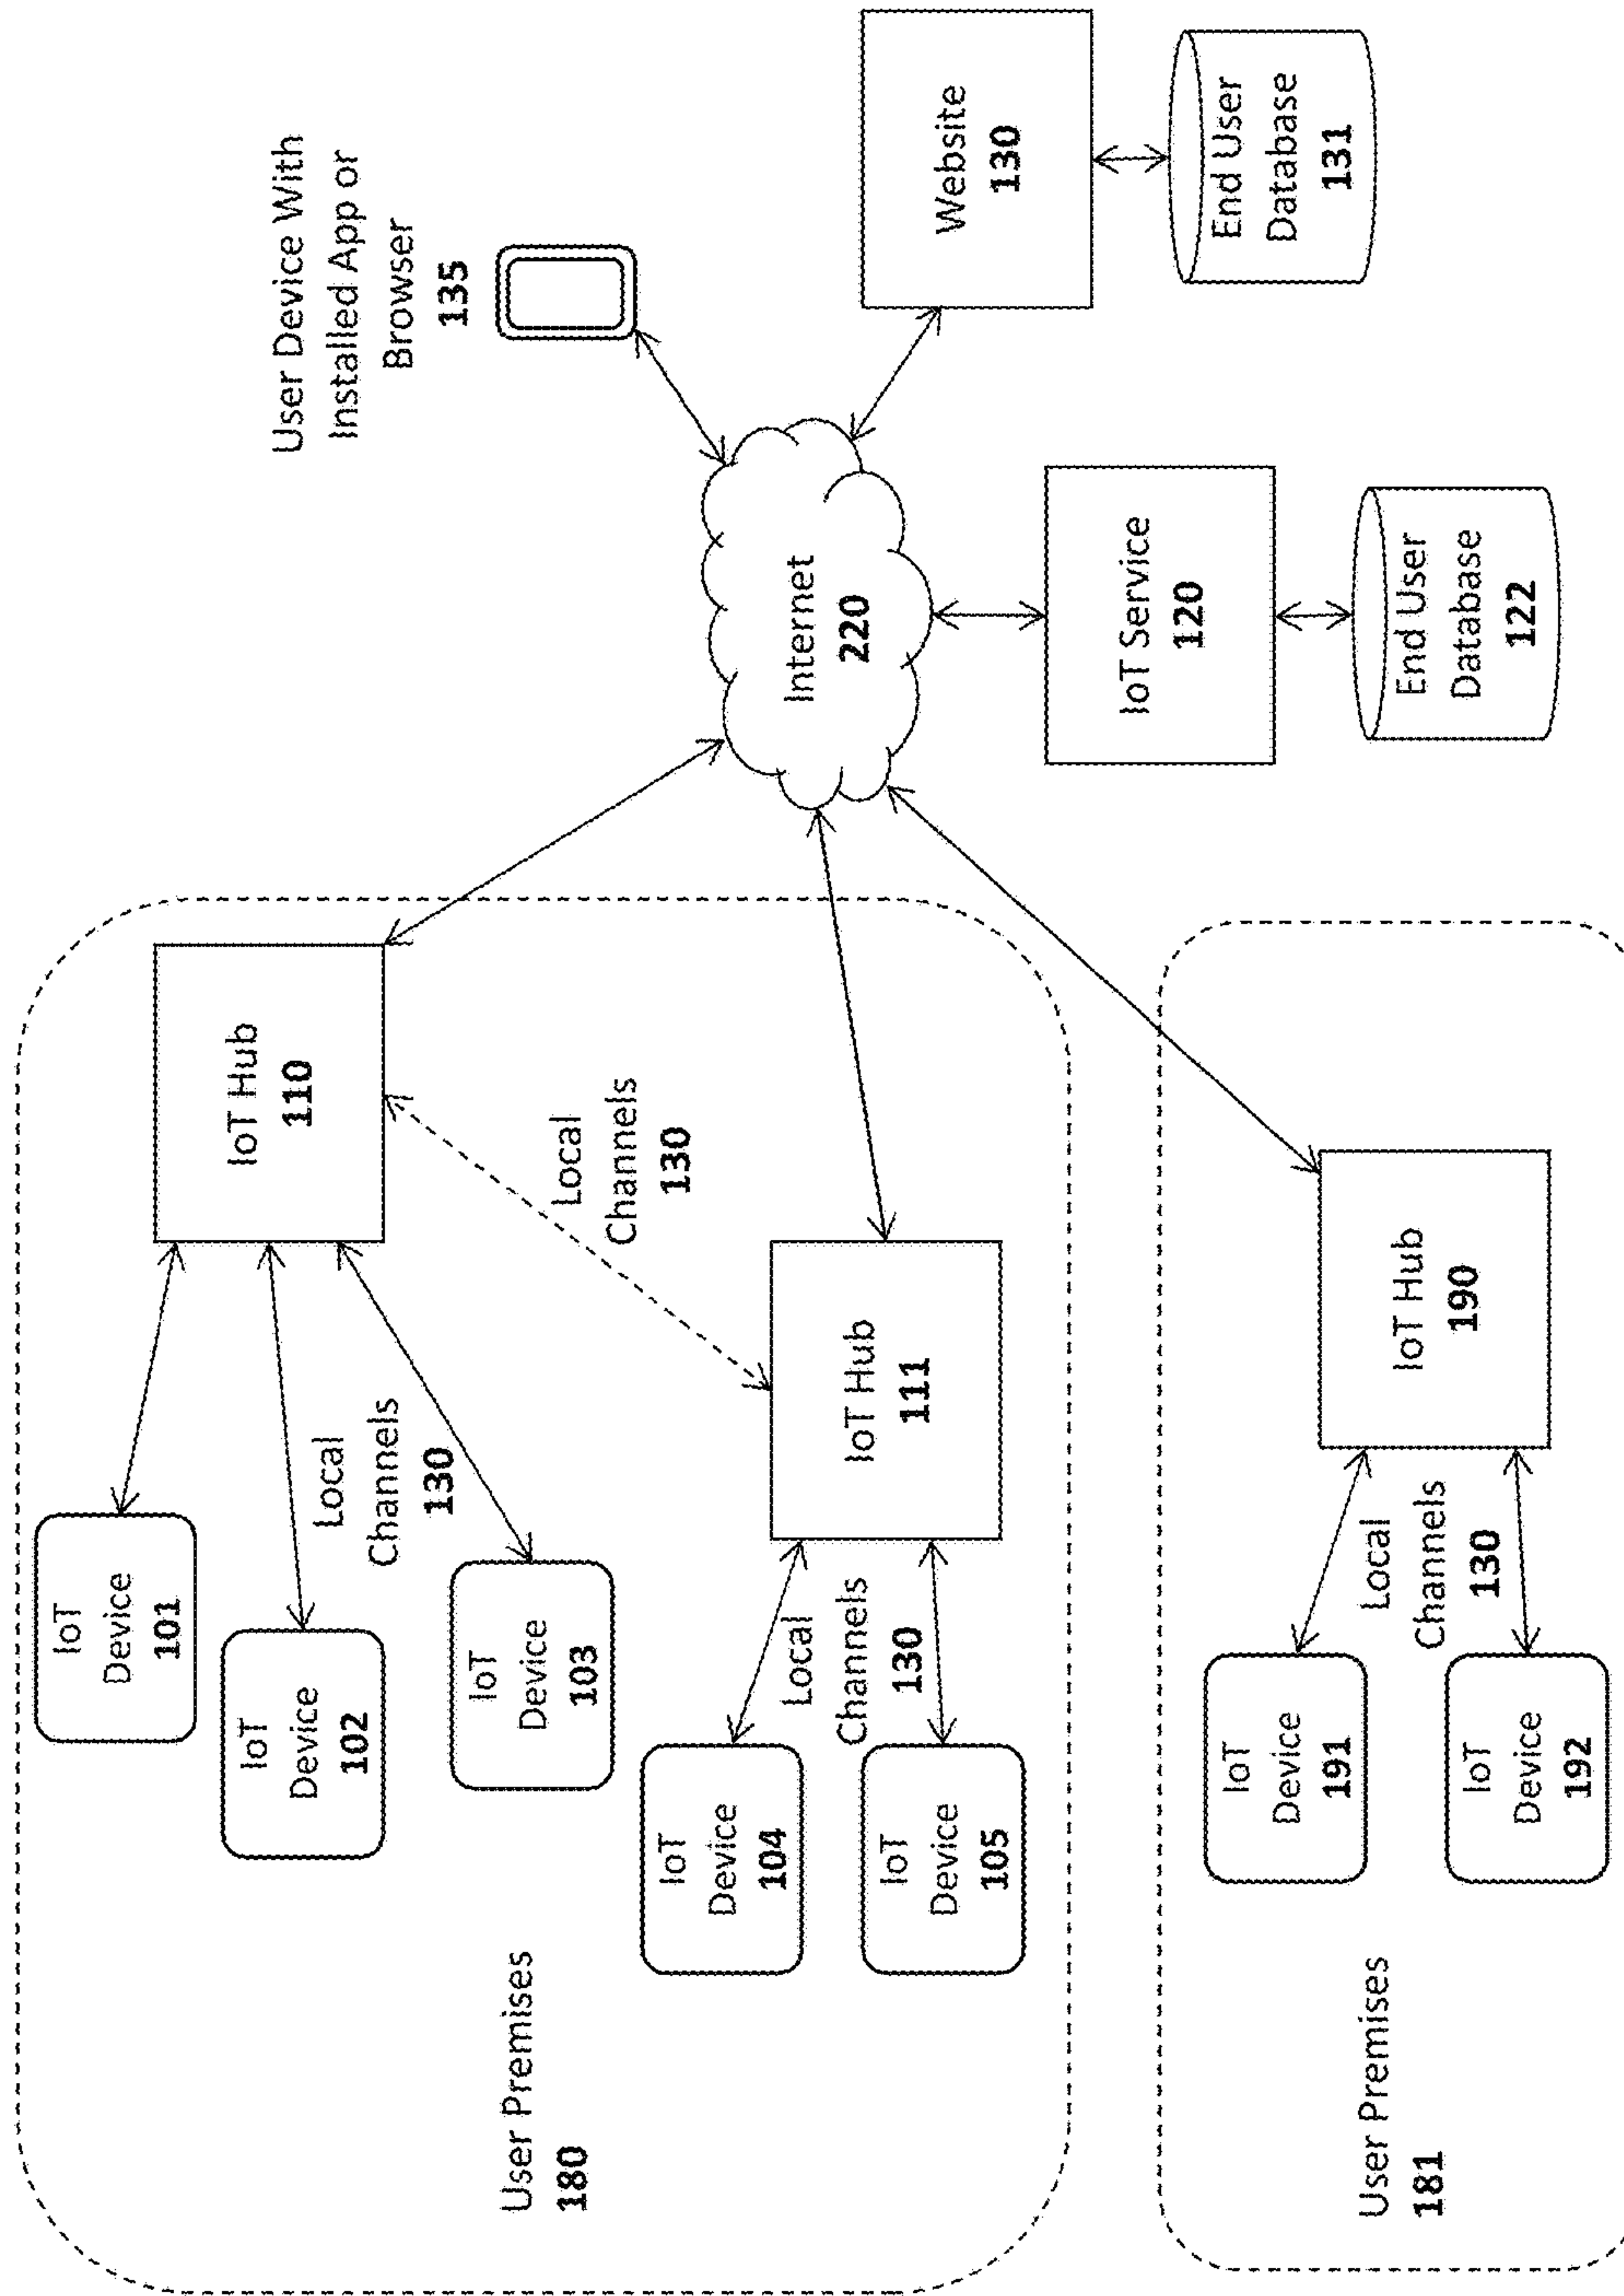 IoT
Device
101
IoT
Device
102
Local
Channels
130
IoT
Device
103
IoT Hub
110
User Premises
180
Local
Channels
130
IoT
Device
104
Local
Channels
130
IoT
Device
105
IoT Hub
111
User Device With
Installed App or
Browser
135
Internet
220
Website
130
End User
Database
131
IoT Service
120
End User
Database
122
IoT
Device
191
Local
Channels
130
IoT
Device
192
IoT Hub
190
User Premises
181